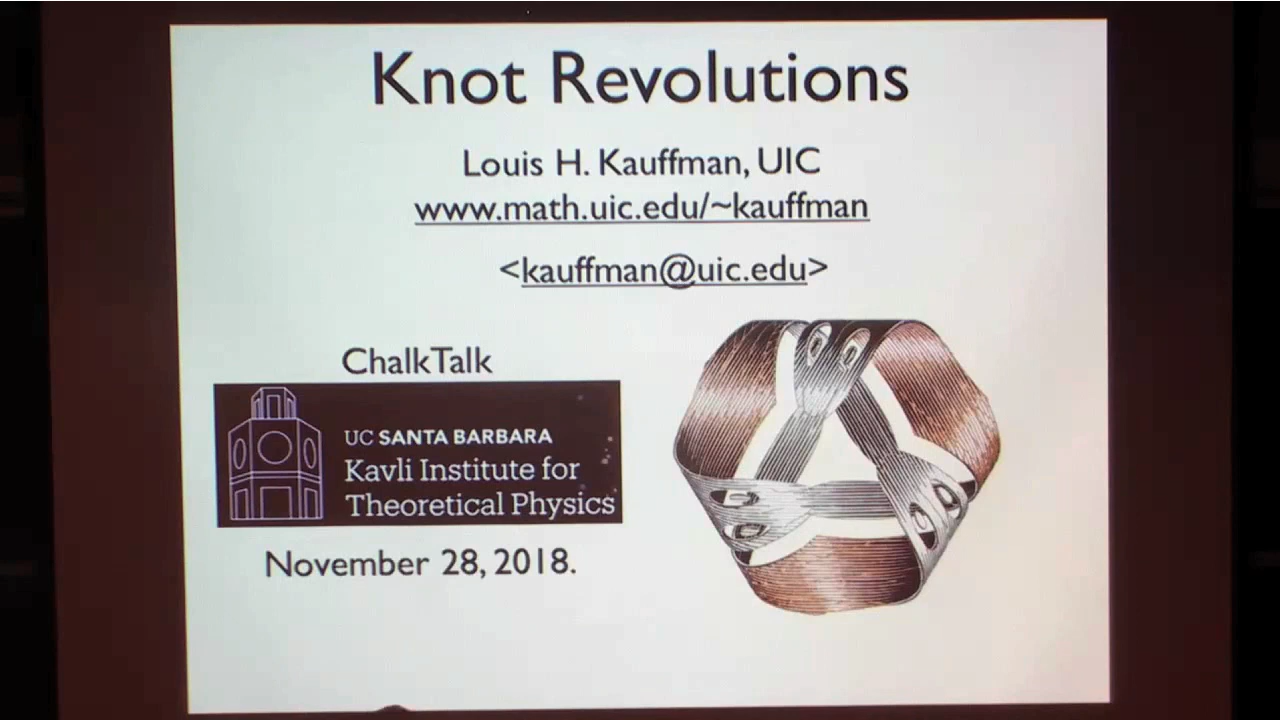 Knot Revolutions
Louis H. Kauffman, UIC
www.math.uic.edu/~kauffman
<kauffman@uic.edu>
ChalkTalk
UC SANTA BARBARA
Kavli Institute for
Theoretical Physics
November 28, 2018.